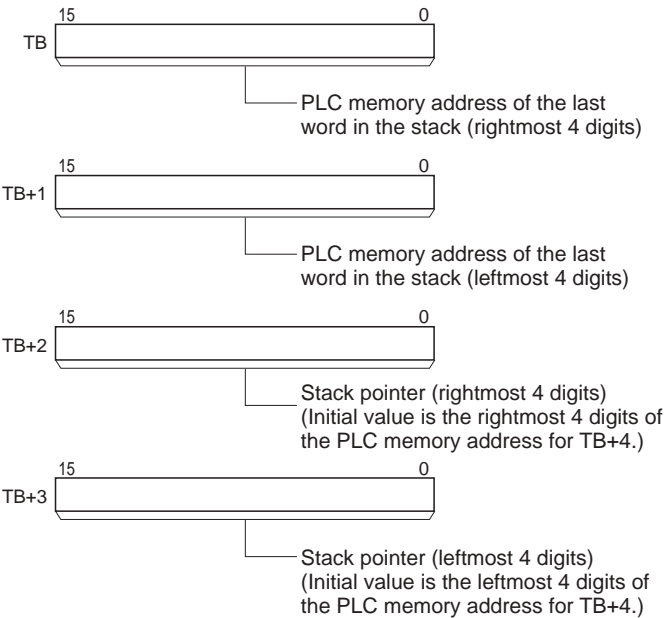 15 0
TB
PLC memory address of the last
word in the stack (rightmost 4 digits)
15 0
TB+1
PLC memory address of the last
word in the stack (leftmost 4 digits)
15 0
TB+2
Stack pointer (rightmost 4 digits)
(Initial value is the rightmost 4 digits of
the PLC memory address for TB+4.)
15 0
TB+3
Stack pointer (leftmost 4 digits)
(Initial value is the leftmost 4 digits of
the PLC memory address for TB+4.)